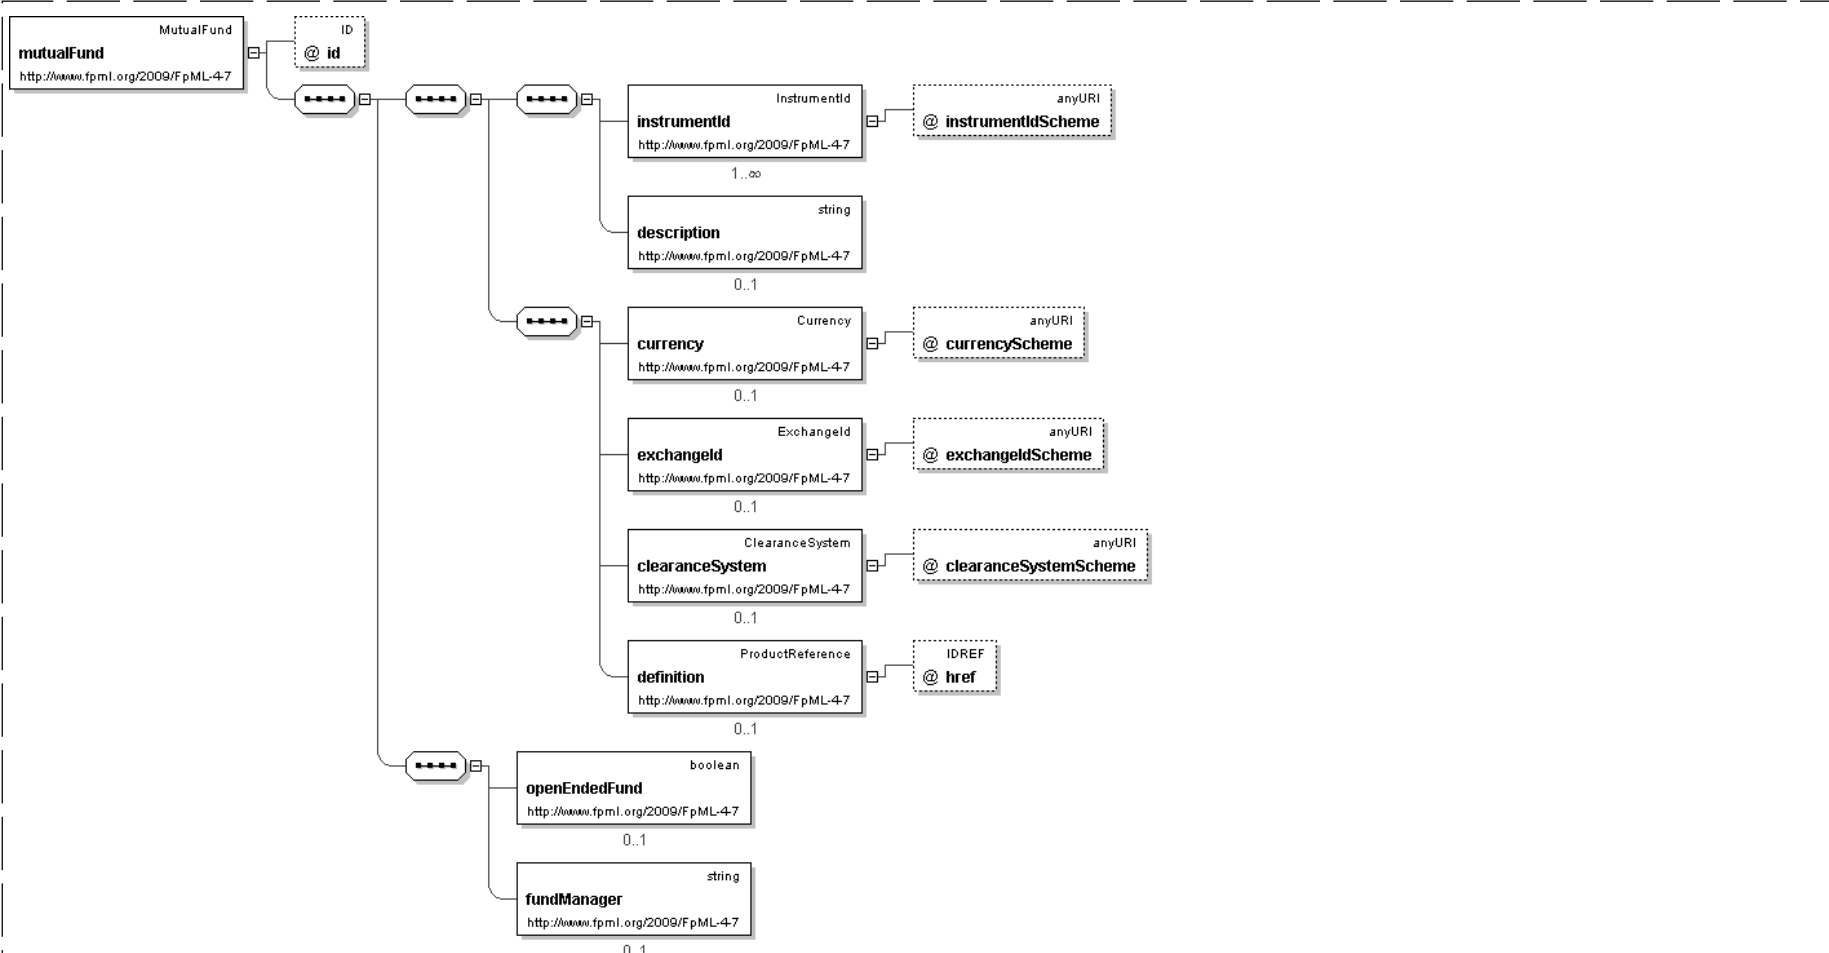 MutualFund
mutualFund
http://www.fpml.org/2009/FpML-4-7
ID
@ id
InstrumentId
instrumentId
http://www.fpml.org/2009/FpML-4-7
1..∞
anyURI
@ instrumentIdScheme
string
description
http://www.fpml.org/2009/FpML-4-7
0..1
Currency
currency
http://www.fpml.org/2009/FpML-4-7
0..1
anyURI
@ currencyScheme
ExchangeId
exchangeId
http://www.fpml.org/2009/FpML-4-7
0..1
anyURI
@ exchangeIdScheme
ClearanceSystem
clearanceSystem
http://www.fpml.org/2009/FpML-4-7
0..1
anyURI
@ clearanceSystemScheme
ProductReference
definition
http://www.fpml.org/2009/FpML-4-7
0..1
IDREF
@ href
boolean
openEndedFund
http://www.fpml.org/2009/FpML-4-7
0..1
string
fundManager
http://www.fpml.org/2009/FpML-4-7
0..1